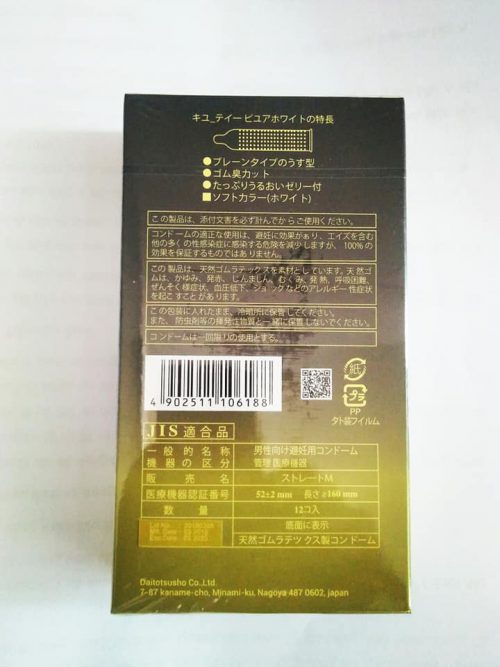 キユ_テイー ピユアホワイトの特長
●プレーンタイプのうす型
●ゴム臭カット
●たっぷりうるおいゼリー付
■ソフトカラー(ホワイト)
この製品は、添付文書を必ず計んでからご使用ください。
コンドームの適正な使用は、避妊に効果があり、エイズを含む
他の多くの性感染症に感染する危険を減少しますが、100%の
効果を保証するものではありません。
この製品は、天然ゴムラテックスを素材としています。天然ゴ
ムは、かゆみ、発赤、じんましん、むくみ、発熱、呼吸困難、
ぜんそく様症状、血圧低下、ショックなどのアレルギー性症状
を起こすことがあります。
この包装に入れたまま、冷暗所に保管してください。
また、防虫剤等の揮発性物質と一緒に保管しないでください。
コンドームは一回限りの使用とする。
4 902511 106188
紙
プラ
PP
タト装フイルム
JIS適合品
一般的名称 男性向け避妊用コンドーム
機器の区分 管理医療機器
販売名 ストレートM
医療機器認証番号 52±2 mm 長さ≥160 mm
数量 12コ入
底面に表示
天然ゴムラテツクス製コンドーム
Daitotsusho Co.,Ltd.
7-87 kaname-cho, Minami-ku, Nagoya 487 0602, japan